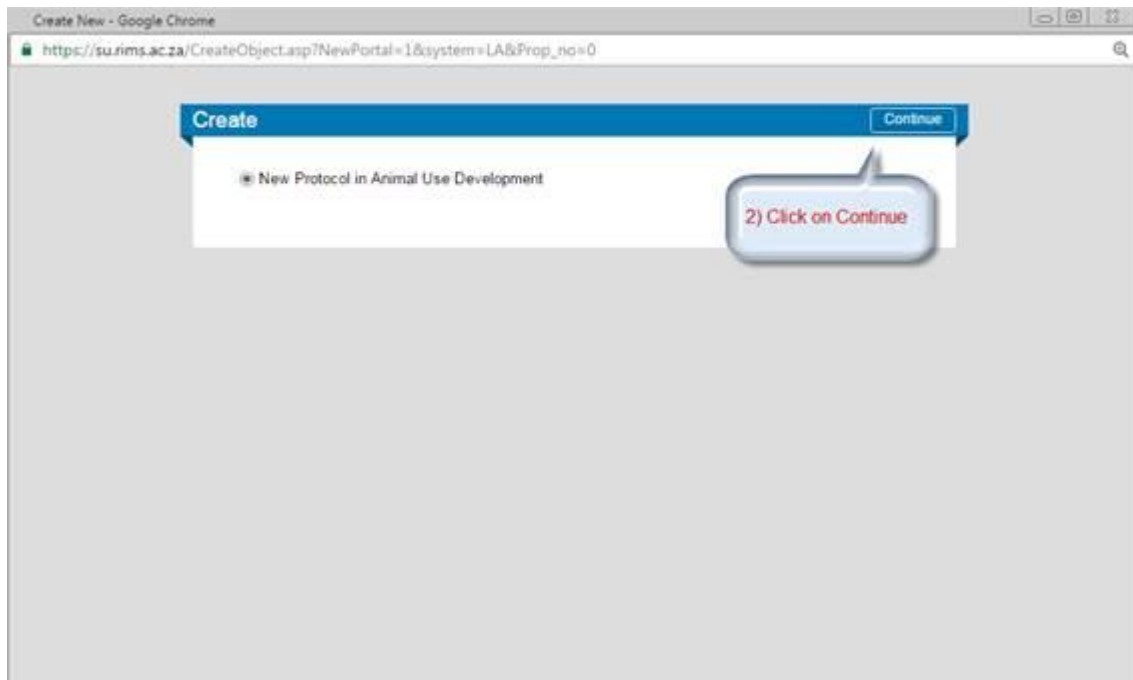 Create New - Google Chrome
https://su.rims.ac.za/CreateObject.asp?NewPortal=1&system=LA&Prop_no=0
Create
Continue
New Protocol in Animal Use Development
2) Click on Continue